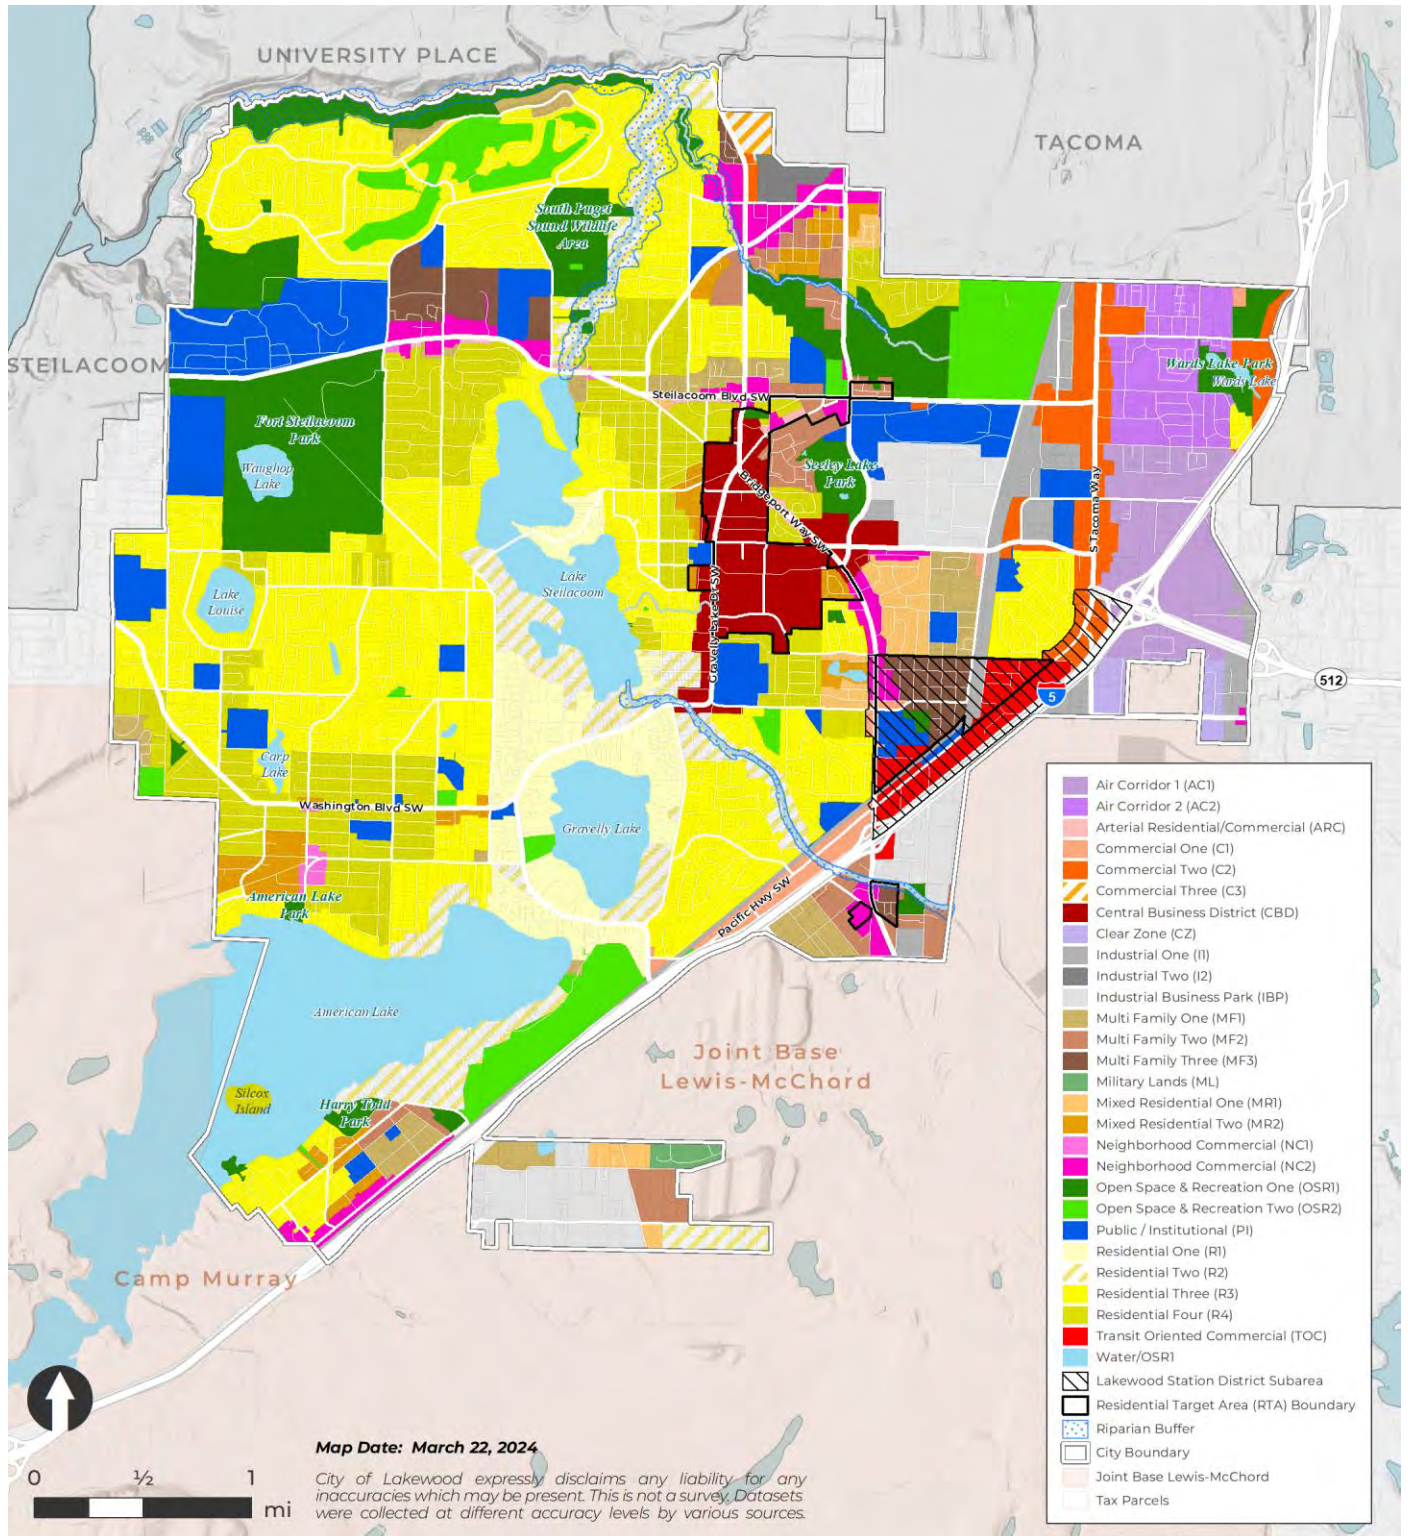 UNIVERSITY PLACE
TACOMA
South Puget
Sound Wildlife
Area
STEILACOOM
Wards Lake Park
Wards Lake
Steilacoom Blvd SW
Fort Steilacoom
Park
Waughop
Lake
Seeley Lake
Park
Bridgeport Way SW
S Tacoma Way
Lake
Louise
Lake
Steilacoom
Gravelly Lake Dr SW
512
5
Carp
Lake
Washington Blvd SW
Gravelly Lake
American Lake
Park
Pacific Hwy SW
American Lake
Joint Base
Lewis-McChord
Silcox
Island
Harry Todd
Park
Camp Murray
Air Corridor 1 (AC1)
Air Corridor 2 (AC2)
Arterial Residential/Commercial (ARC)
Commercial One (C1)
Commercial Two (C2)
Commercial Three (C3)
Central Business District (CBD)
Clear Zone (CZ)
Industrial One (I1)
Industrial Two (I2)
Industrial Business Park (IBP)
Multi Family One (MF1)
Multi Family Two (MF2)
Multi Family Three (MF3)
Military Lands (ML)
Mixed Residential One (MR1)
Mixed Residential Two (MR2)
Neighborhood Commercial (NC1)
Neighborhood Commercial (NC2)
Open Space & Recreation One (OSR1)
Open Space & Recreation Two (OSR2)
Public / Institutional (PI)
Residential One (R1)
Residential Two (R2)
Residential Three (R3)
Residential Four (R4)
Transit Oriented Commercial (TOC)
Water/OSR1
Lakewood Station District Subarea
Residential Target Area (RTA) Boundary
Riparian Buffer
City Boundary
Joint Base Lewis-McChord
Tax Parcels
0 ½ 1
mi
Map Date: March 22, 2024
City of Lakewood expressly disclaims any liability for any
inaccuracies which may be present. This is not a survey. Datasets
were collected at different accuracy levels by various sources.